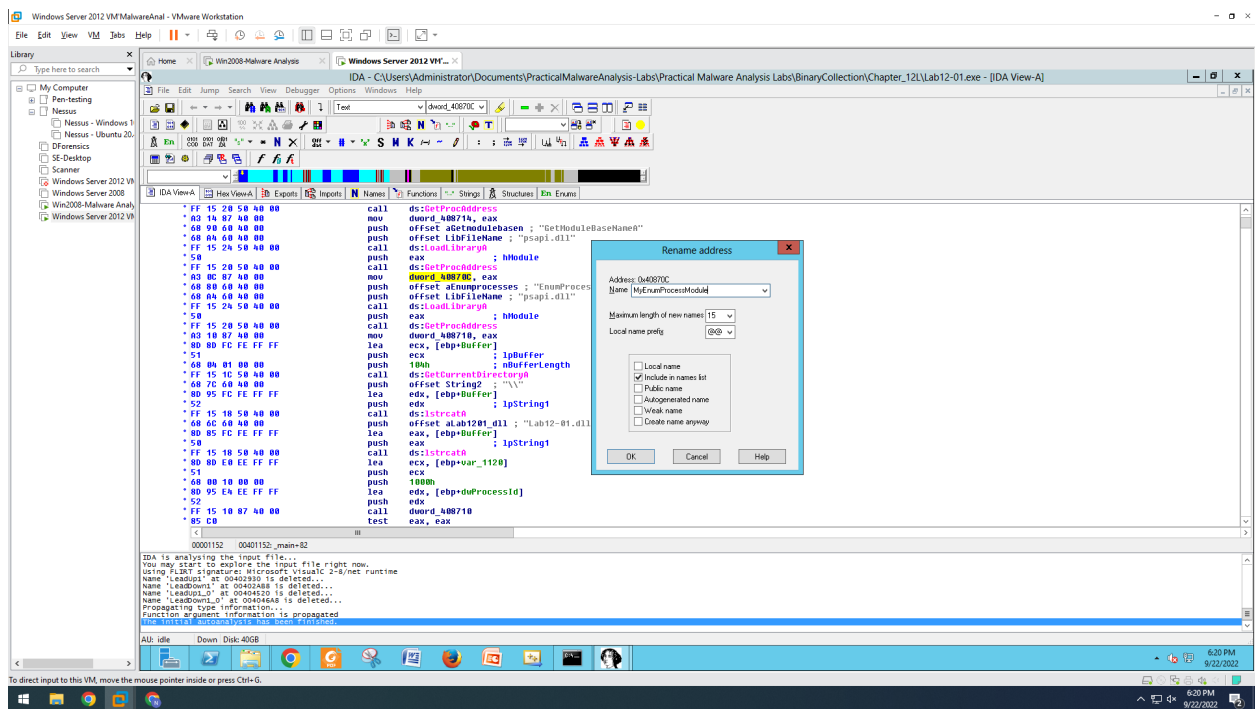 Windows Server 2012 VM'MalwareAnal - VMware Workstation
File Edit View VM Tabs Help
Library
Type here to search
My Computer
Pen-testing
Nessus
Nessus - Windows 1
Nessus - Ubuntu 20.
DForensics
SE-Desktop
Scanner
Windows Server 2012 VM
Windows Server 2008
Win2008-Malware Analy
Windows Server 2012 VM
Home
Win2008-Malware Analysis
Windows Server 2012 VM'...
IDA - C:\Users\Administrator\Documents\PracticalMalwareAnalysis-Labs\Practical Malware Analysis Labs\BinaryCollection\Chapter_12L\Lab12-01.exe - [IDA View-A]
File Edit Jump Search View Debugger Options Windows Help
Text
dword_40870C
IDA View-A Hex View-A Exports Imports N Names Functions Strings Structures En Enums
FF 15 20 50 40 00 call ds:GetProcAddress
A3 14 87 40 00 mov dword_408714, eax
68 90 60 40 00 push offset aGetmodulebasen ; "GetModuleBaseNameA"
68 A4 60 40 00 push offset LibFileName ; "psapi.dll"
FF 15 24 50 40 00 call ds:LoadLibraryA
50 push eax ; hModule
FF 15 20 50 40 00 call ds:GetProcAddress
A3 0C 87 40 00 mov dword_40870C, eax
68 80 60 40 00 push offset aEnumprocesses ; "EnumProces
68 A4 60 40 00 push offset LibFileName ; "psapi.dll"
FF 15 24 50 40 00 call ds:LoadLibraryA
50 push eax ; hModule
FF 15 20 50 40 00 call ds:GetProcAddress
A3 10 87 40 00 mov dword_408710, eax
8D 8D FC FE FF FF lea ecx, [ebp+Buffer]
51 push ecx ; lpBuffer
68 04 01 00 00 push 104h ; nBufferLength
FF 15 1C 50 40 00 call ds:GetCurrentDirectoryA
68 7C 60 40 00 push offset String2 ; "\\"
8D 95 FC FE FF FF lea edx, [ebp+Buffer]
52 push edx ; lpString1
FF 15 18 50 40 00 call ds:lstrcatA
68 6C 60 40 00 push offset aLab1201_dll ; "Lab12-01.dll
8D 85 FC FE FF FF lea eax, [ebp+Buffer]
50 push eax ; lpString1
FF 15 18 50 40 00 call ds:lstrcatA
8D 8D E0 EE FF FF lea ecx, [ebp+var_1120]
51 push ecx
68 00 10 00 00 push 1000h
8D 95 E4 EE FF FF lea edx, [ebp+dwProcessId]
52 push edx
FF 15 10 87 40 00 call dword_408710
85 C0 test eax, eax
00001152 00401152: _main+82
Rename address
Address: 0x40870C
Name MyEnumProcessModule
Maximum length of new names 15
Local name prefix @@
Local name
Include in names list
Public name
Autogenerated name
Weak name
Create name anyway
OK Cancel Help
IDA is analysing the input file...
You may start to explore the input file right now.
Using FLIRT signature: Microsoft VisualC 2-8/net runtime
Name 'LeadUp1' at 00402930 is deleted...
Name 'LeadDown1' at 00402AB8 is deleted...
Name 'LeadUp1_0' at 00404520 is deleted...
Name 'LeadDown1_0' at 004046A8 is deleted...
Propagating type information...
Function argument information is propagated
The initial autoanalysis has been finished.
AU: idle Down Disk: 40GB
6:20 PM
9/22/2022
To direct input to this VM, move the mouse pointer inside or press Ctrl+G.
6:20 PM
9/22/2022